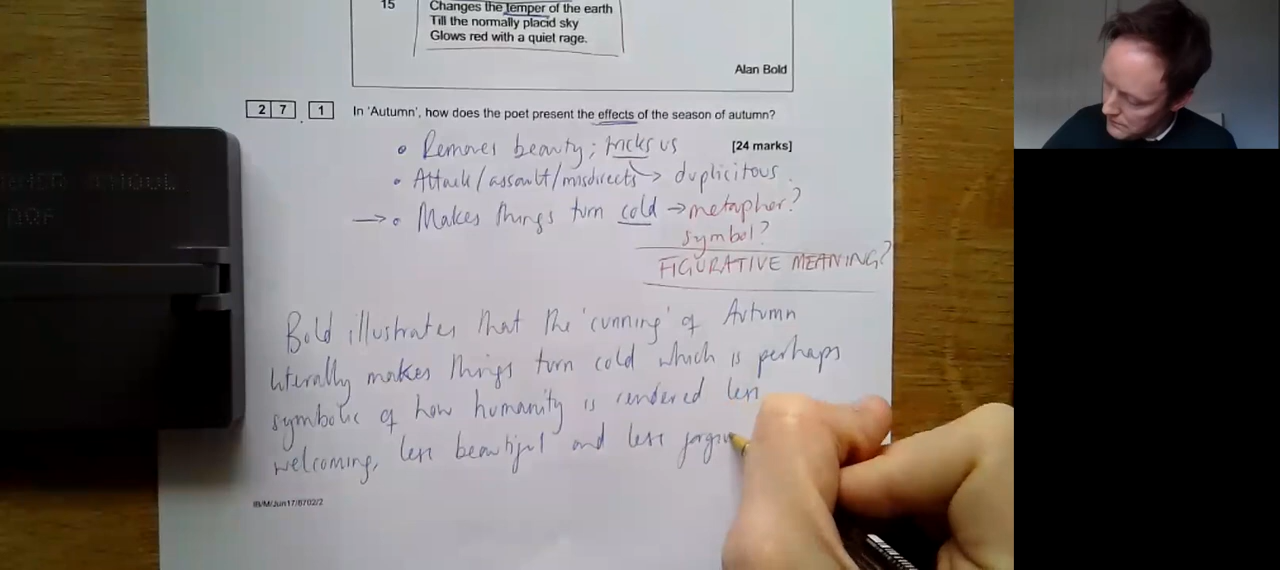 15 Changes the temper of the earth
Till the normally placid sky
Glows red with a quiet rage.
Alan Bold
2 7 . 1 In 'Autumn', how does the poet present the effects of the season of autumn?
[24 marks]
• Removes beauty; tricks us
• Attack/assault/misdirects → duplicitous.
→ • Makes things turn cold → metaphor?
symbol?
FIGURATIVE MEANING?
Bold illustrates that the 'cunning' of Autumn
literally makes things turn cold which is perhaps
symbolic of how humanity is rendered less
welcoming, less beautiful and less
IB/M/Jun17/8702/2